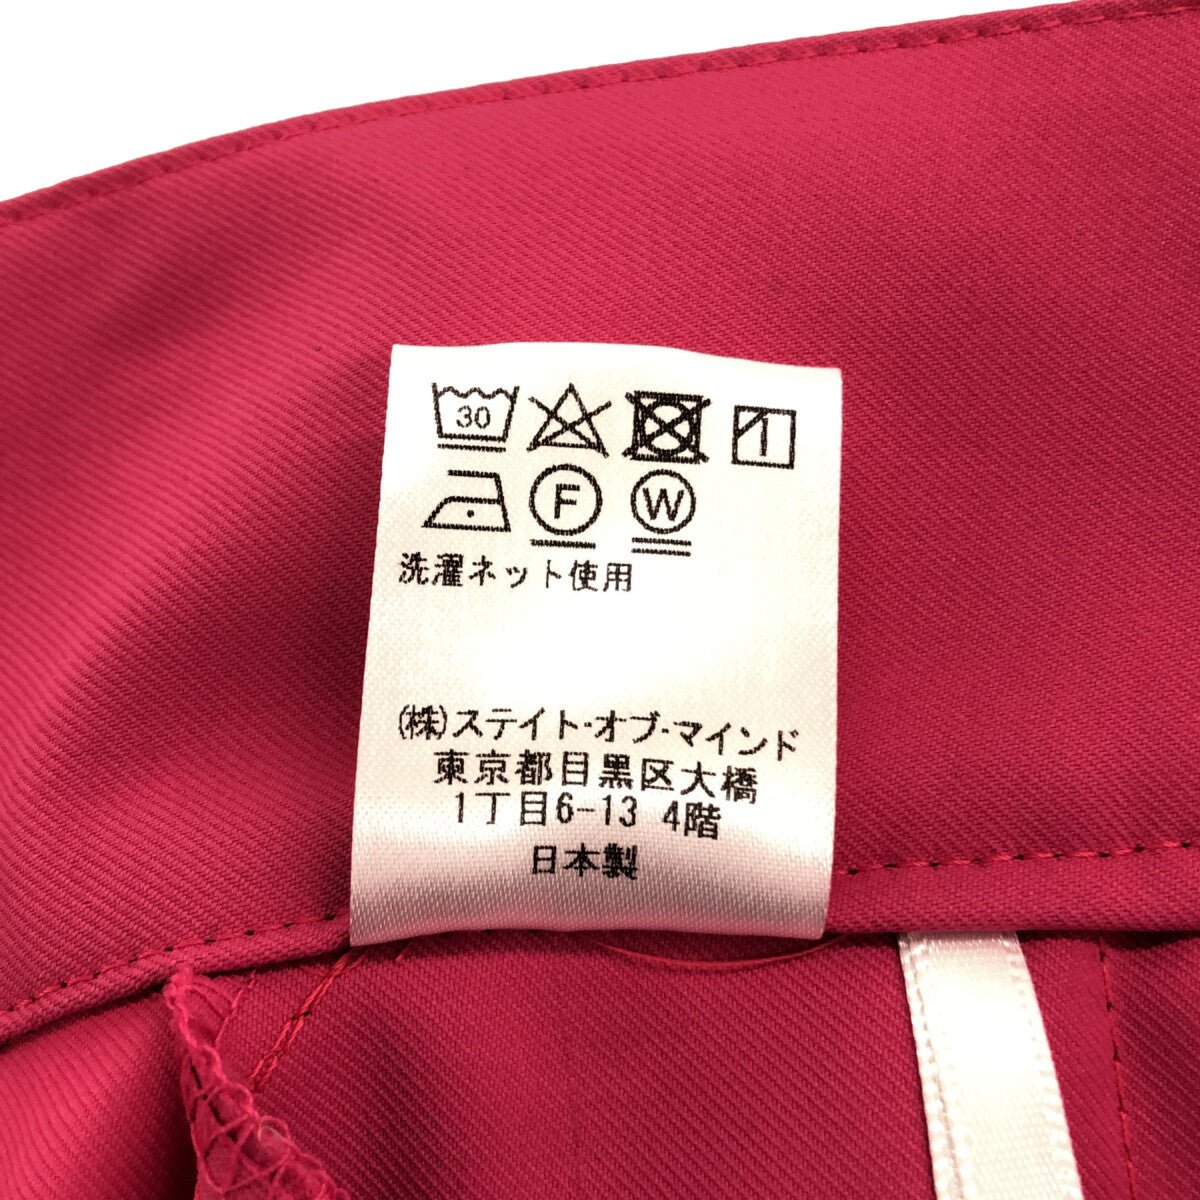 30
F W
洗濯ネット使用
(株)ステイト・オブ・マインド
東京都目黒区大橋
1丁目6-13 4階
日本製